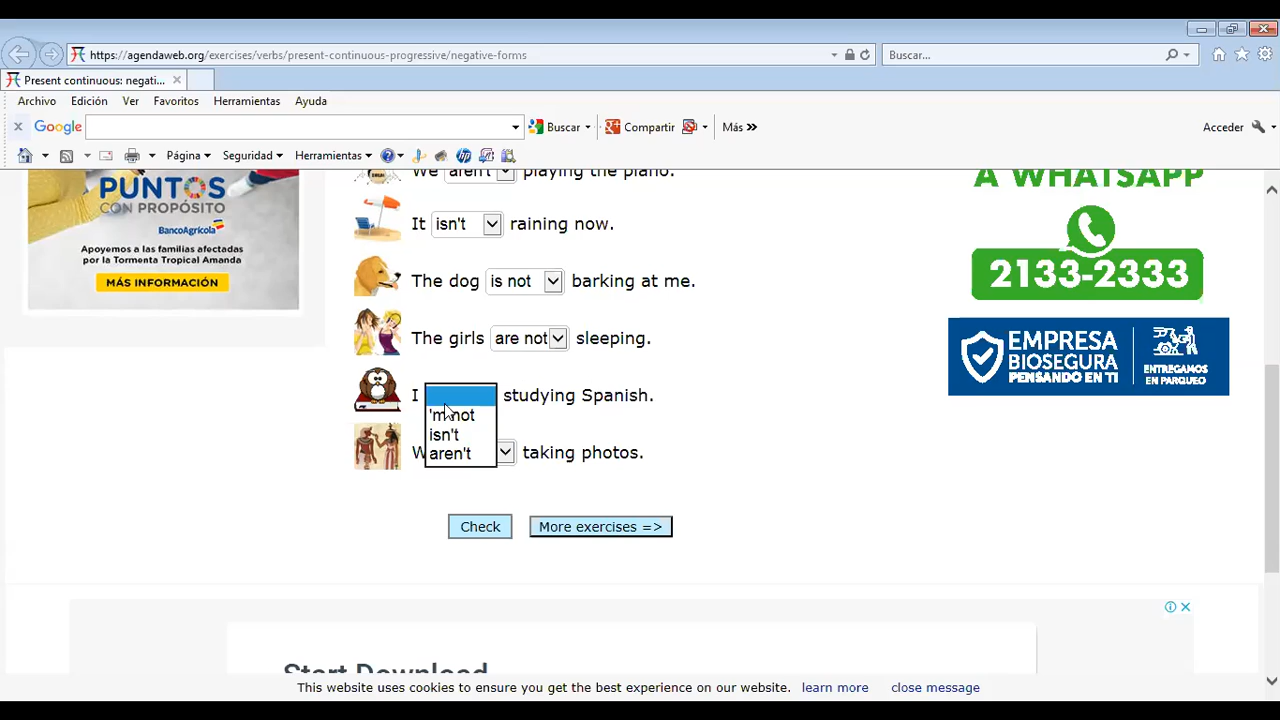 https://agendaweb.org/exercises/verbs/present-continuous-progressive/negative-forms
Buscar...
Present continuous: negati...
Archivo Edición Ver Favoritos Herramientas Ayuda
Google Buscar Compartir Más » Acceder
Página Seguridad Herramientas
We aren't playing the piano.
It isn't raining now.
The dog is not barking at me.
The girls are not sleeping.
I studying Spanish.
'm not
isn't
aren't
taking photos.
Check More exercises =>
PUNTOS
CON PROPÓSITO
BancoAgrícola
Apoyemos a las familias afectadas
por la Tormenta Tropical Amanda
MÁS INFORMACIÓN
A WHATSAPP
2133-2333
EMPRESA
BIOSEGURA
PENSANDO EN TI
ENTREGAMOS
EN PARQUEO
Start Download
This website uses cookies to ensure you get the best experience on our website. learn more close message